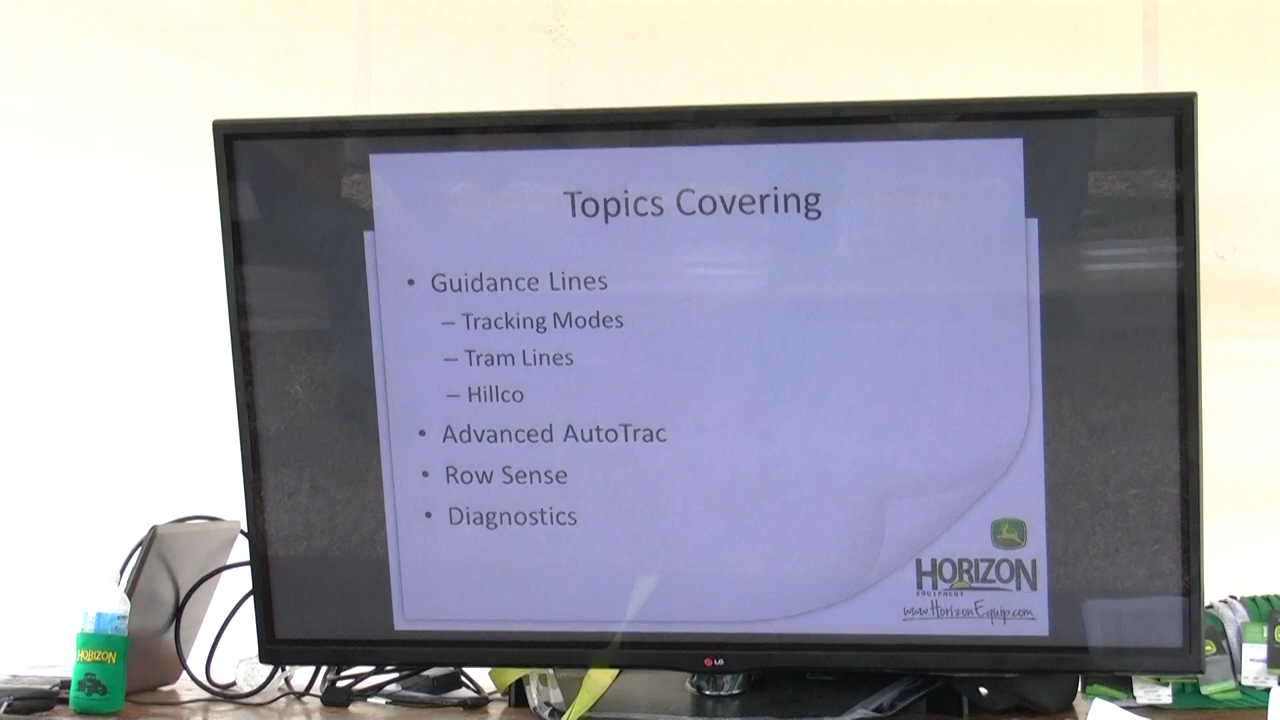 Topics Covering
• Guidance Lines
– Tracking Modes
– Tram Lines
– Hillco
• Advanced AutoTrac
• Row Sense
• Diagnostics
HORIZON
EQUIPMENT
www.HorizonEquip.com
LG
HORIZON